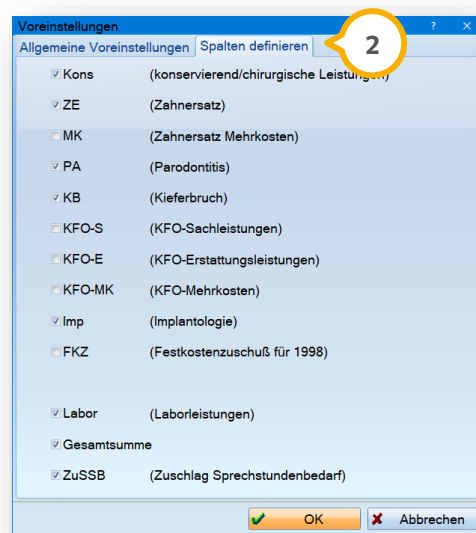 Voreinstellungen ? ×
Allgemeine Voreinstellungen Spalten definieren 2
Kons (konservierend/chirurgische Leistungen)
ZE (Zahnersatz)
MK (Zahnersatz Mehrkosten)
PA (Parodontitis)
KB (Kieferbruch)
KFO-S (KFO-Sachleistungen)
KFO-E (KFO-Erstattungsleistungen)
KFO-MK (KFO-Mehrkosten)
Imp (Implantologie)
FKZ (Festkostenzuschuß für 1998)
Labor (Laborleistungen)
Gesamtsumme
ZuSSB (Zuschlag Sprechstundenbedarf)
OK Abbrechen